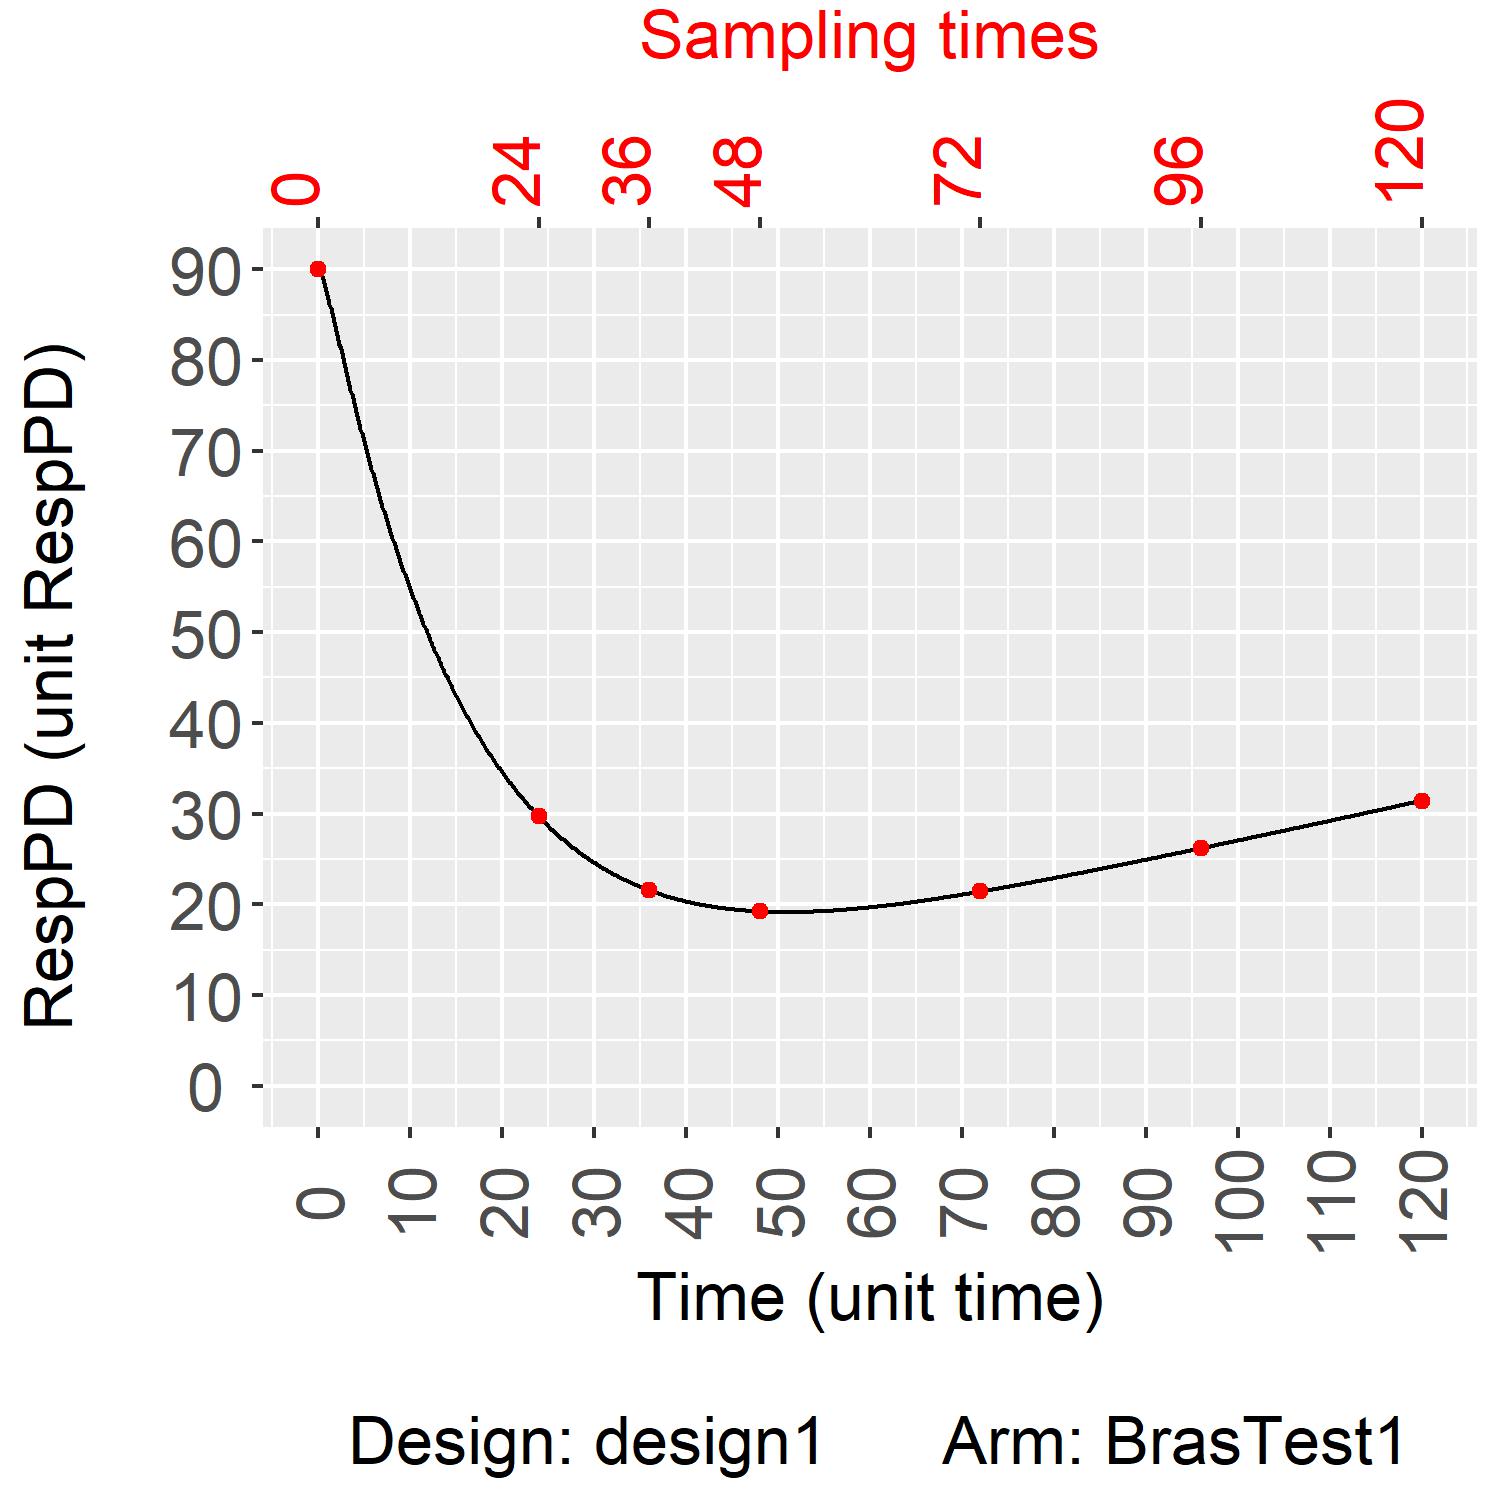 Sampling times
0 24 36 48 72 96 120
RespPD (unit RespPD)
90
80
70
60
50
40
30
20
10
0
0 10 20 30 40 50 60 70 80 90 100 110 120
Time (unit time)
Design: design1 Arm: BrasTest1